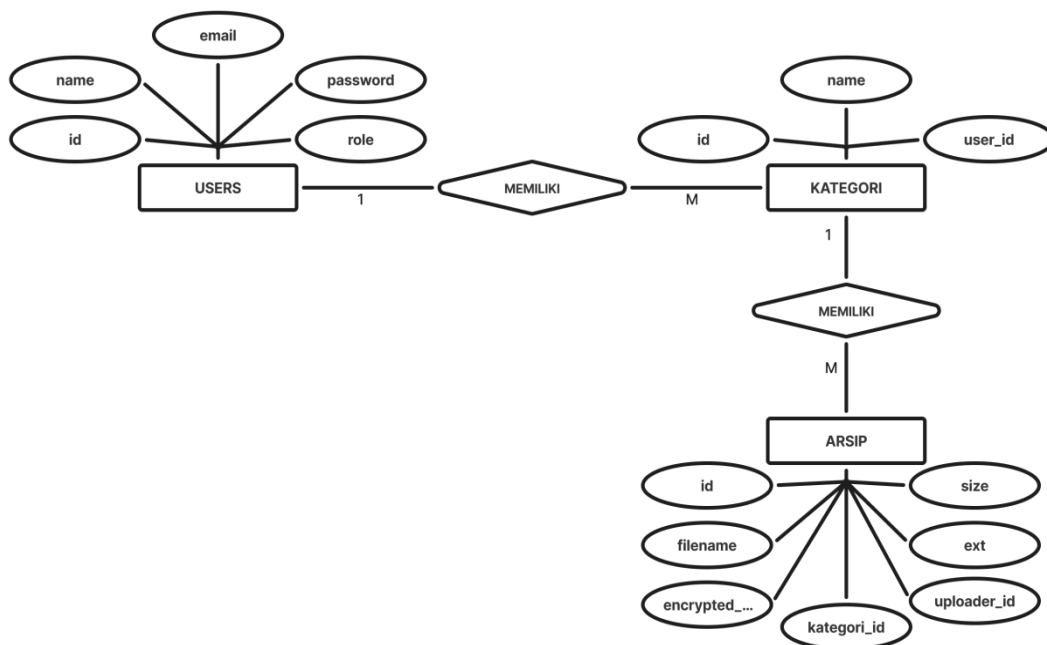 email
name
password
id
role
USERS
1
MEMILIKI
M
name
id
user_id
KATEGORI
1
MEMILIKI
M
ARSIP
id
size
filename
ext
encrypted_...
uploader_id
kategori_id